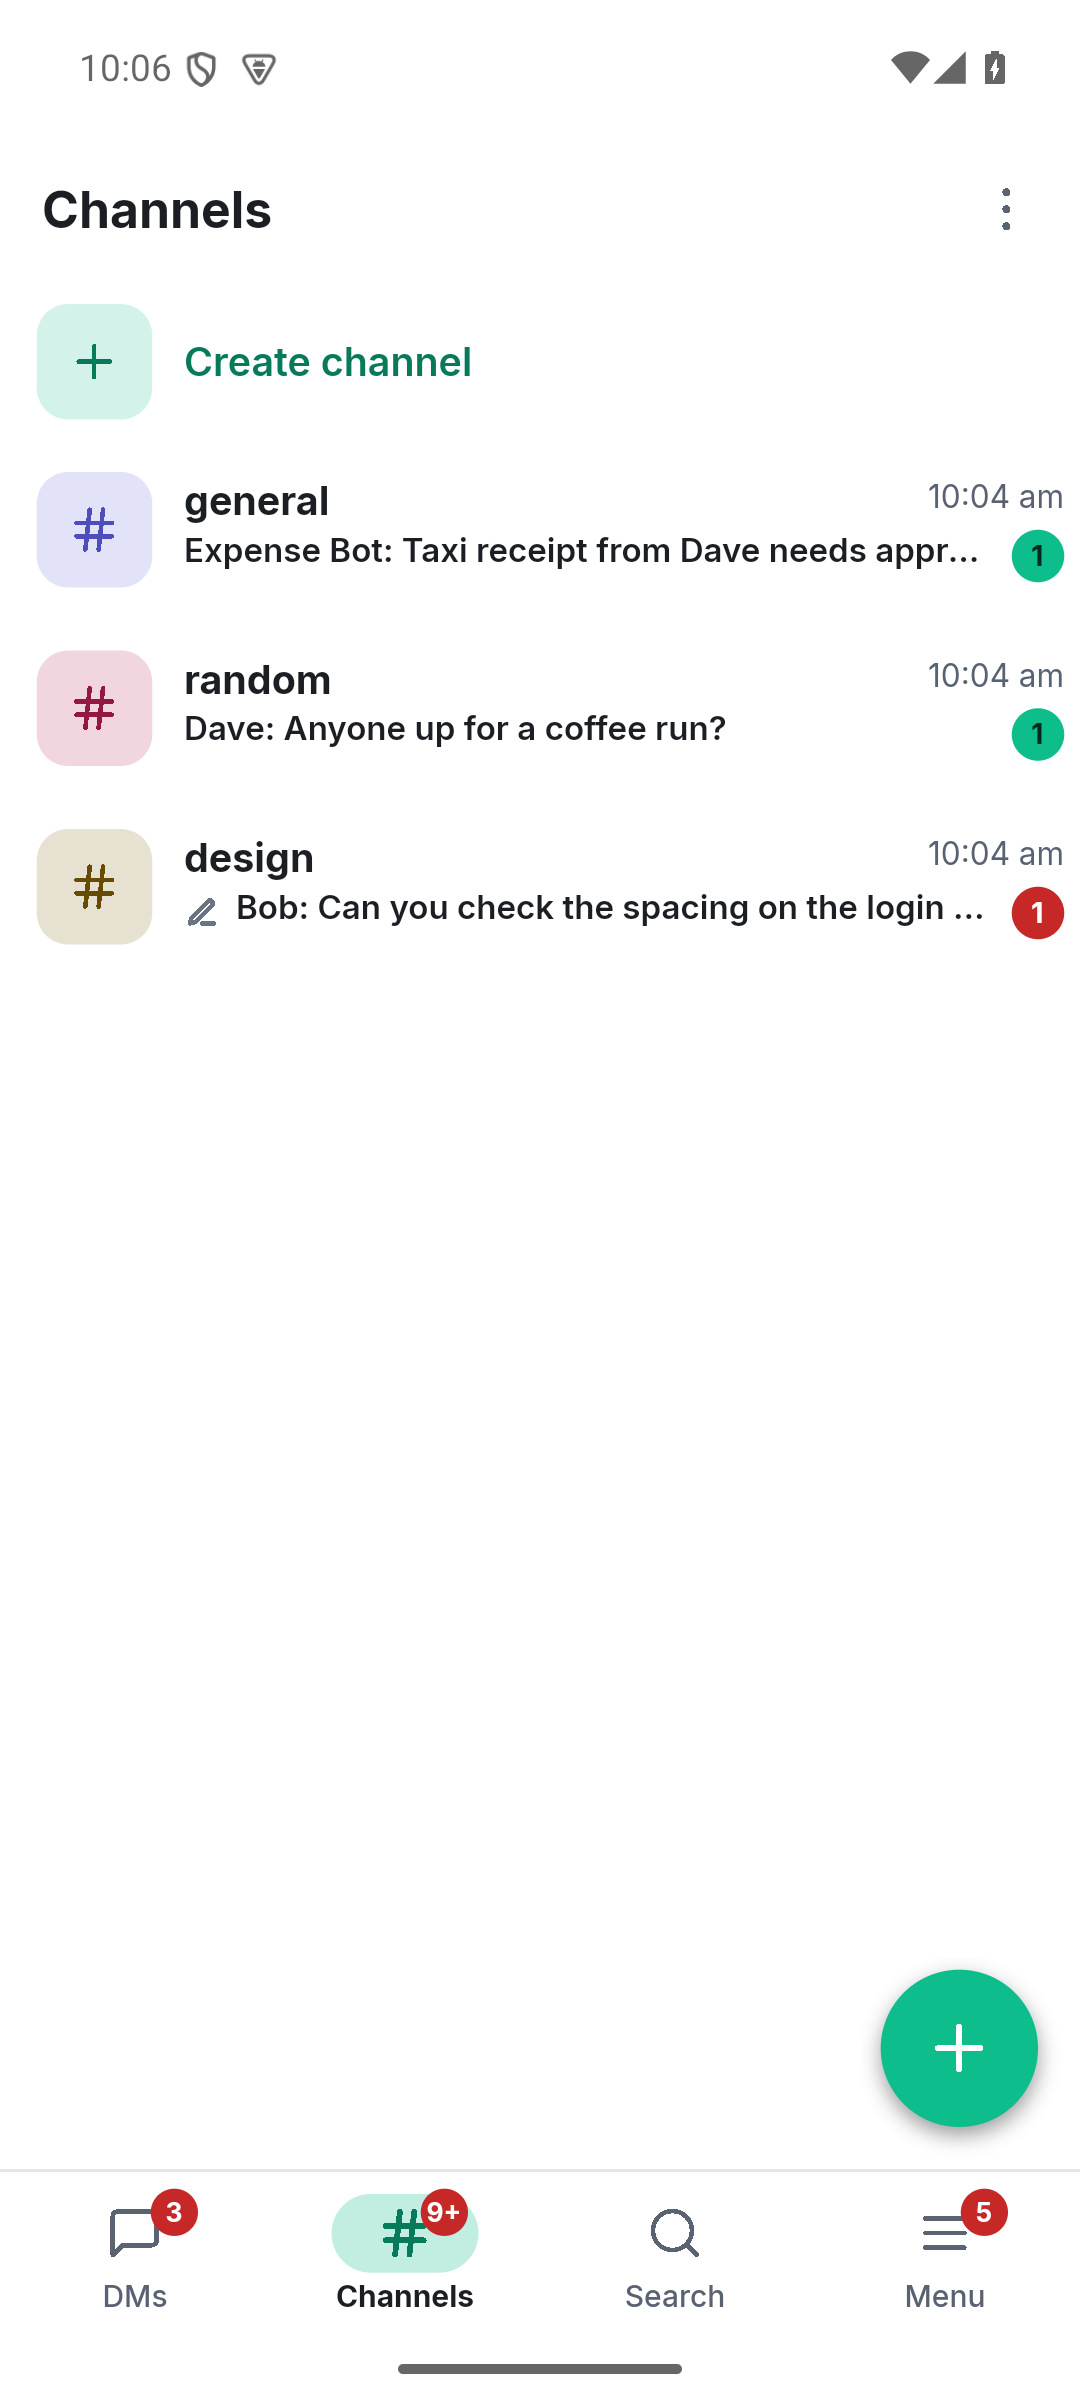 10:06
Channels
Create channel
general
10:04 am
Expense Bot: Taxi receipt from Dave needs appr...
1
random
10:04 am
Dave: Anyone up for a coffee run?
1
design
10:04 am
Bob: Can you check the spacing on the login ...
1
3
9+
5
DMs
Channels
Search
Menu